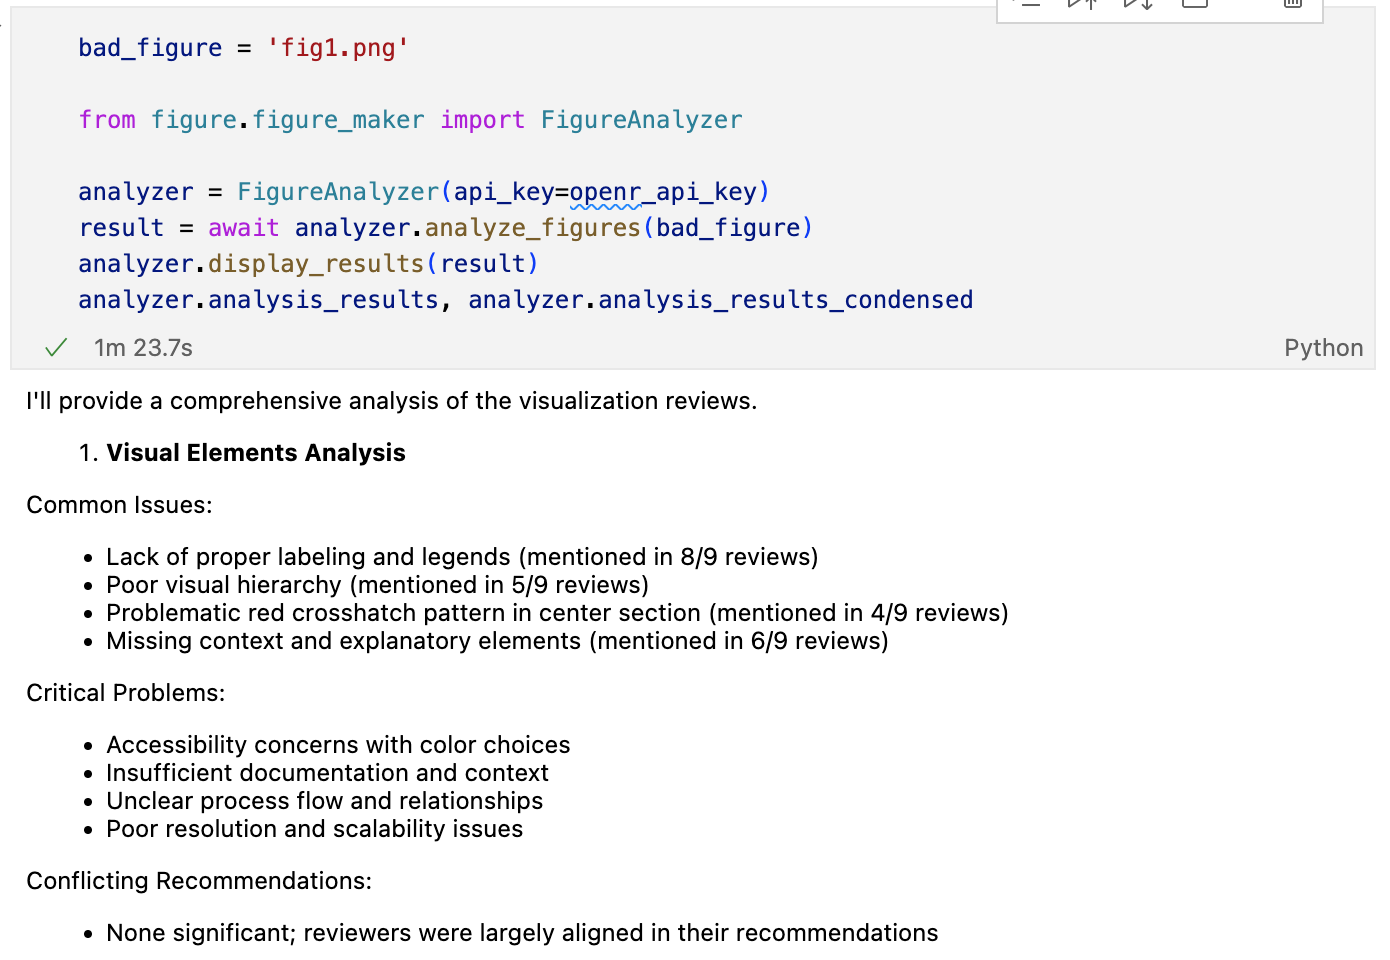 bad_figure = 'fig1.png'
from figure.figure_maker import FigureAnalyzer
analyzer = FigureAnalyzer(api_key=openr_api_key)
result = await analyzer.analyze_figures(bad_figure)
analyzer.display_results(result)
analyzer.analysis_results, analyzer.analysis_results_condensed
1m 23.7s
Python
I'll provide a comprehensive analysis of the visualization reviews.
1. Visual Elements Analysis
Common Issues:
• Lack of proper labeling and legends (mentioned in 8/9 reviews)
• Poor visual hierarchy (mentioned in 5/9 reviews)
• Problematic red crosshatch pattern in center section (mentioned in 4/9 reviews)
• Missing context and explanatory elements (mentioned in 6/9 reviews)
Critical Problems:
• Accessibility concerns with color choices
• Insufficient documentation and context
• Unclear process flow and relationships
• Poor resolution and scalability issues
Conflicting Recommendations:
• None significant; reviewers were largely aligned in their recommendations